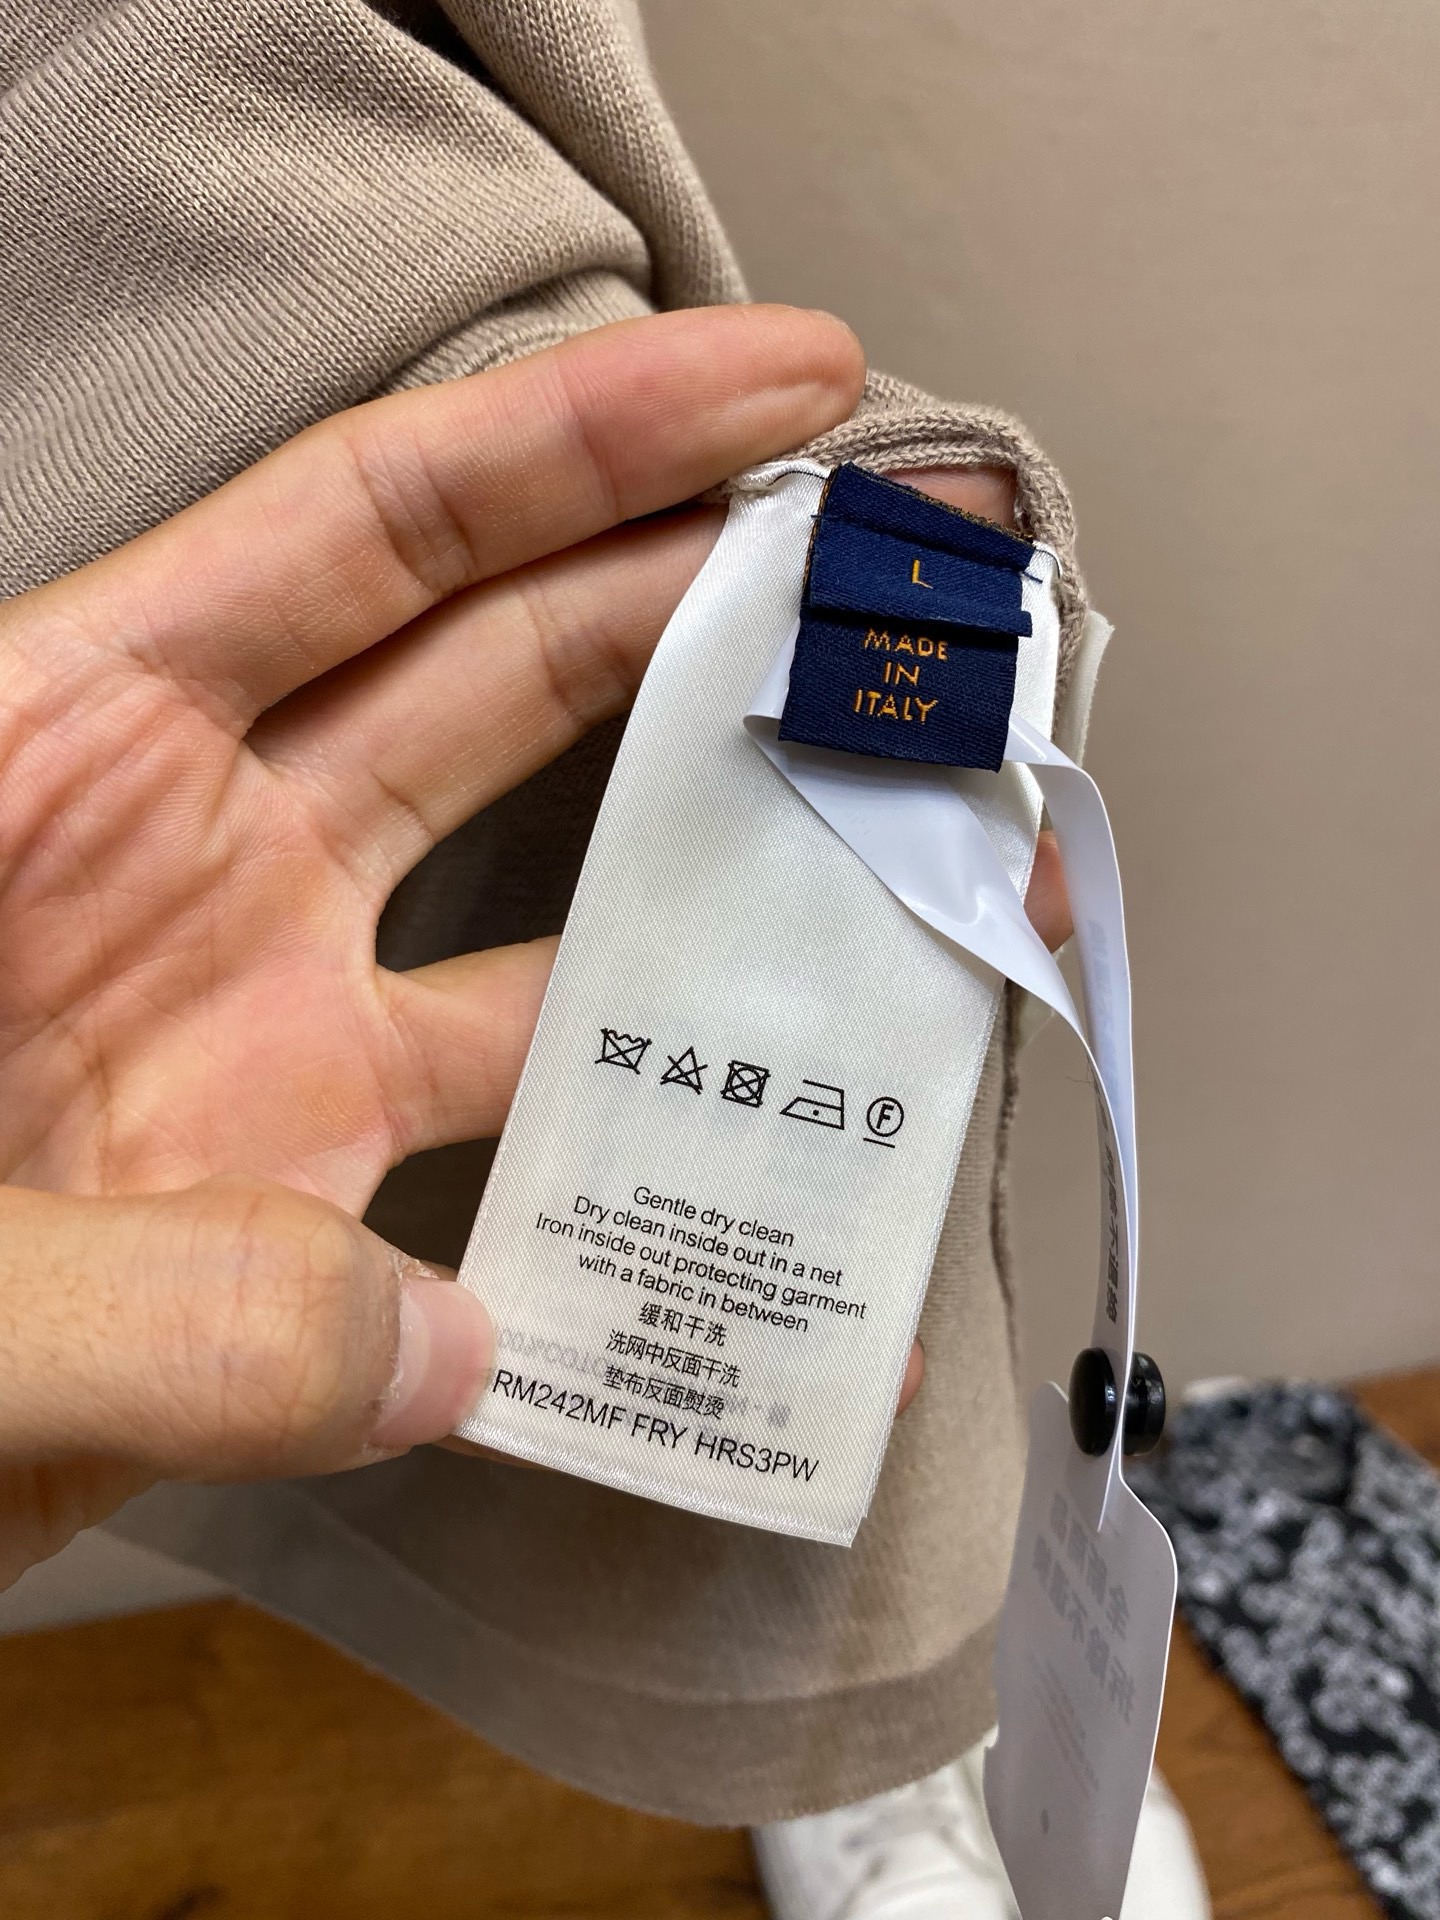 L
MADE
IN
ITALY
F
Gentle dry clean
Dry clean inside out in a net
Iron inside out protecting garment
with a fabric in between
缓和干洗
洗网中反面干洗
垫布反面熨烫
RM242MF FRY HRS3PW